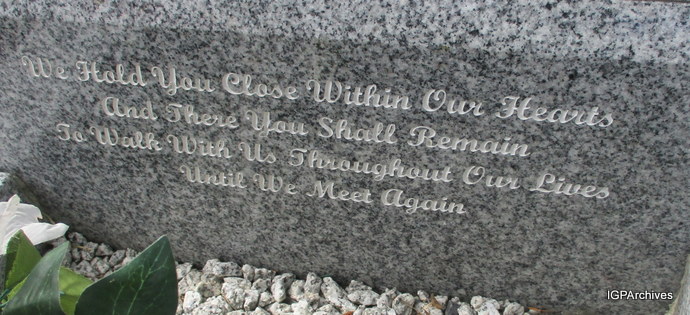 We Hold You Close Within Our Hearts
And There You Shall Remain
To Walk With Us Throughout Our Lives
Until We Meet Again
IGPArchives